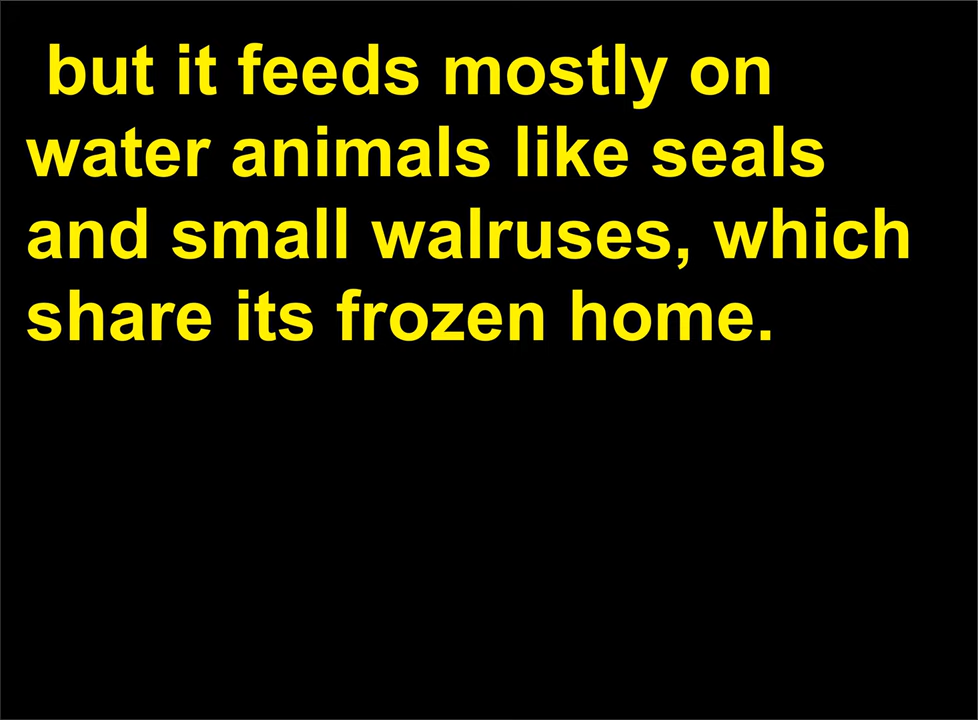 but it feeds mostly on
water animals like seals
and small walruses, which
share its frozen home.